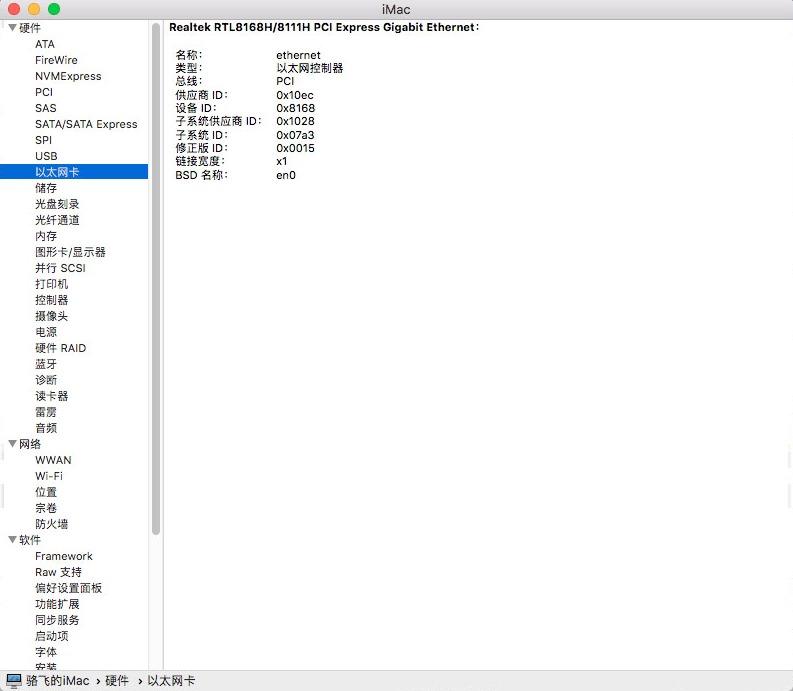 iMac
硬件
ATA
FireWire
NVMExpress
PCI
SAS
SATA/SATA Express
SPI
USB
以太网卡
储存
光盘刻录
光纤通道
内存
图形卡/显示器
并行 SCSI
打印机
控制器
摄像头
电源
硬件 RAID
蓝牙
诊断
读卡器
雷雳
音频
网络
WWAN
Wi-Fi
位置
宗卷
防火墙
软件
Framework
Raw 支持
偏好设置面板
功能扩展
同步服务
启动项
字体
安装
Realtek RTL8168H/8111H PCI Express Gigabit Ethernet：
名称： ethernet
类型： 以太网控制器
总线： PCI
供应商 ID： 0x10ec
设备 ID： 0x8168
子系统供应商 ID： 0x1028
子系统 ID： 0x07a3
修正版 ID： 0x0015
链接宽度： x1
BSD 名称： en0
骆飞的iMac › 硬件 › 以太网卡